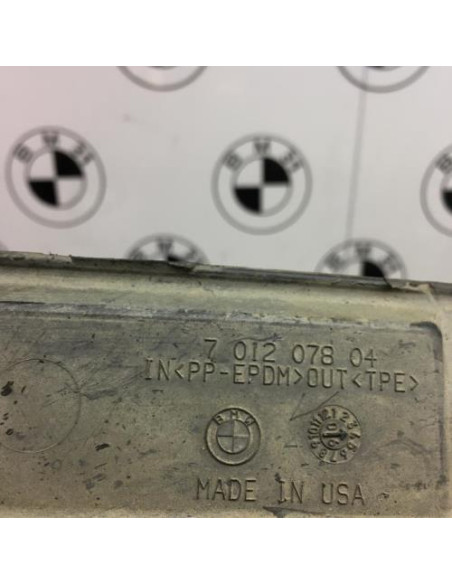 7 012 078 04
IN<PP-EPDM>OUT<TPE>
BMW
MADE IN USA